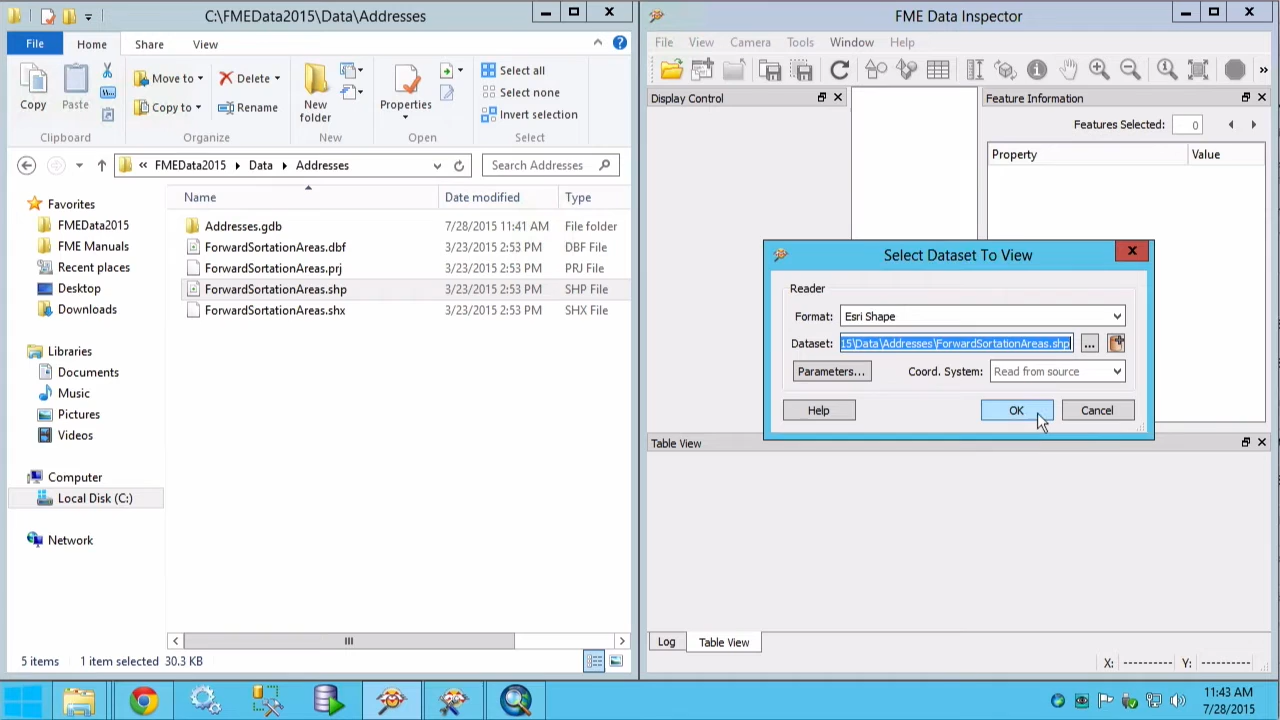 C:\FMEData2015\Data\Addresses
File Home Share View
Copy
Paste
Clipboard
Move to
Copy to
Delete
Rename
Organize
New
folder
New
Properties
Open
Select all
Select none
Invert selection
Select
« FMEData2015 Data Addresses
Search Addresses
Name Date modified Type
Favorites
FMEData2015
FME Manuals
Recent places
Desktop
Downloads
Libraries
Documents
Music
Pictures
Videos
Computer
Local Disk (C:)
Network
Addresses.gdb 7/28/2015 11:41 AM File folder
ForwardSortationAreas.dbf 3/23/2015 2:53 PM DBF File
ForwardSortationAreas.prj 3/23/2015 2:53 PM PRJ File
ForwardSortationAreas.shp 3/23/2015 2:53 PM SHP File
ForwardSortationAreas.shx 3/23/2015 2:53 PM SHX File
5 items 1 item selected 30.3 KB
FME Data Inspector
File View Camera Tools Window Help
Display Control
Feature Information
Features Selected: 0
Property Value
Select Dataset To View
Reader
Format: Esri Shape
Dataset: 15\Data\Addresses\ForwardSortationAreas.shp ...
Parameters... Coord. System: Read from source
Help OK Cancel
Table View
Log Table View
X: ---------- Y: ----------
11:43 AM
7/28/2015